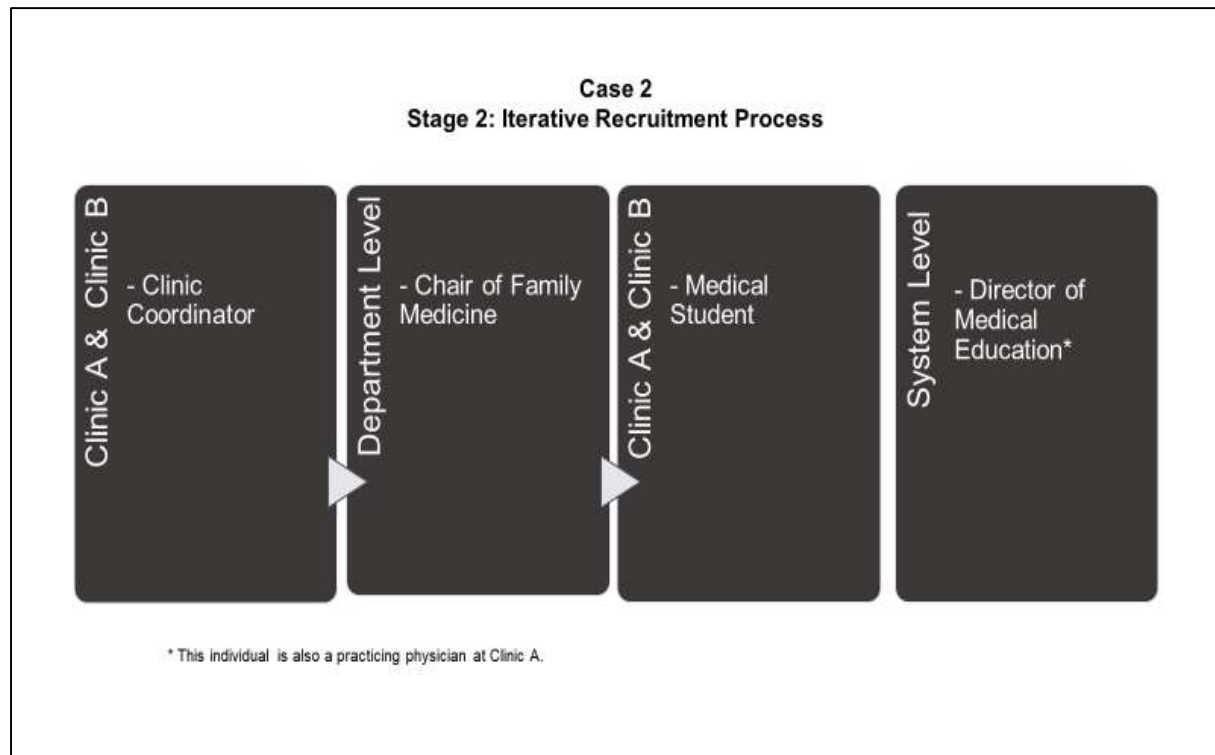 Case 2
Stage 2: Iterative Recruitment Process
Clinic A & Clinic B
- Clinic
Coordinator
Department Level
- Chair of Family
Medicine
Clinic A & Clinic B
- Medical
Student
System Level
- Director of
Medical
Education*
* This individual is also a practicing physician at Clinic A.